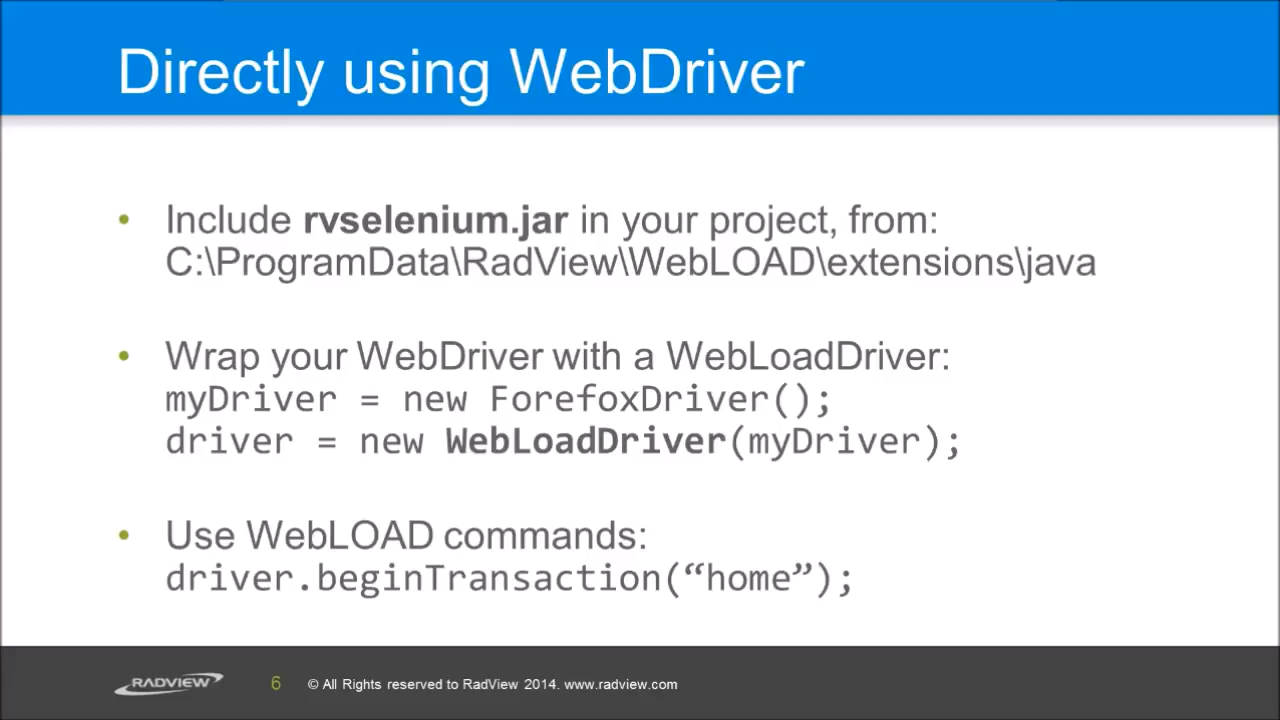 Directly using WebDriver
• Include rvselenium.jar in your project, from:
C:\ProgramData\RadView\WebLOAD\extensions\java
• Wrap your WebDriver with a WebLoadDriver:
myDriver = new ForefoxDriver();
driver = new WebLoadDriver(myDriver);
• Use WebLOAD commands:
driver.beginTransaction(“home”);
RADVIEW 6 © All Rights reserved to RadView 2014. www.radview.com